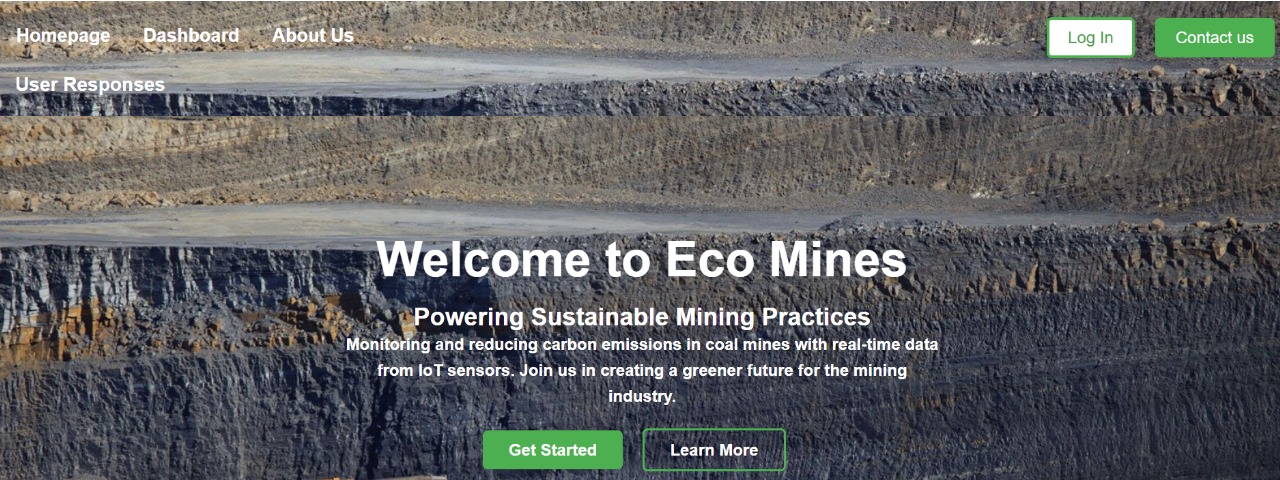 Homepage Dashboard About Us Log In Contact us
User Responses
Welcome to Eco Mines
Powering Sustainable Mining Practices
Monitoring and reducing carbon emissions in coal mines with real-time data
from IoT sensors. Join us in creating a greener future for the mining
industry.
Get Started Learn More